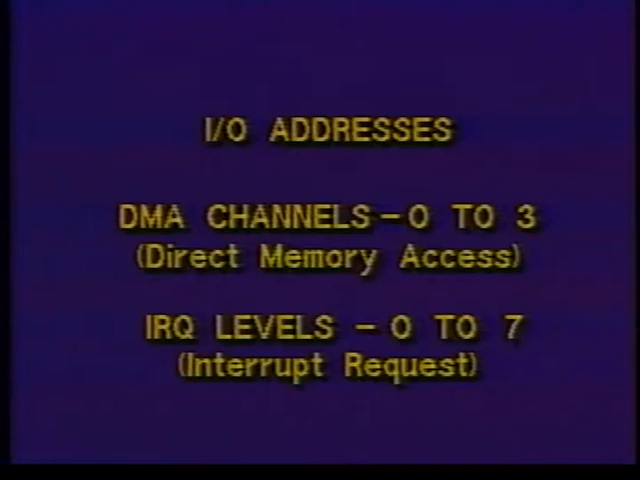 I/O ADDRESSES
DMA CHANNELS - 0 TO 3
(Direct Memory Access)
IRQ LEVELS - 0 TO 7
(Interrupt Request)